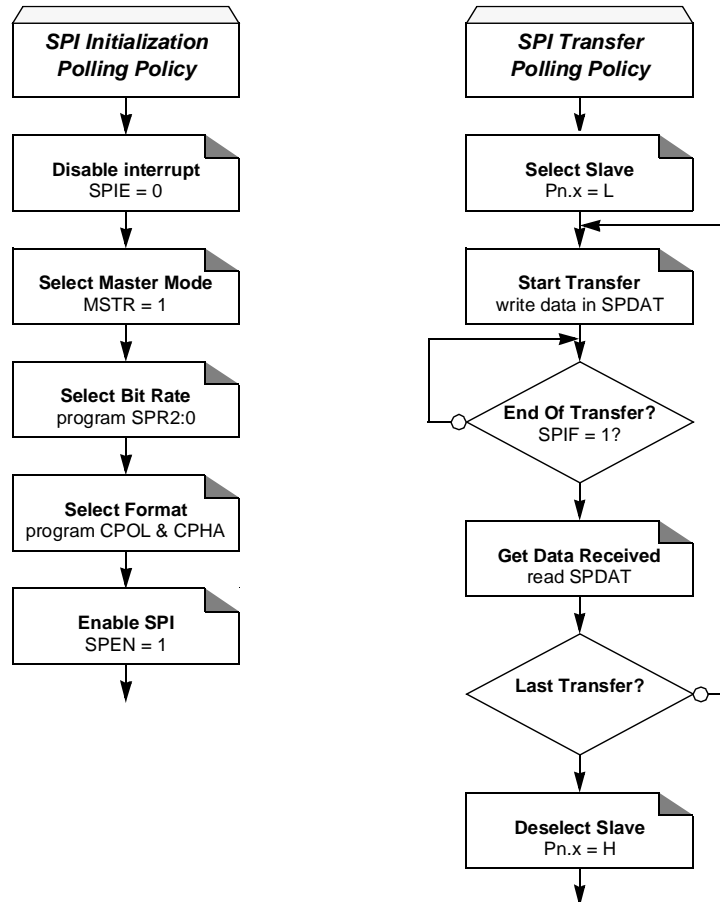 SPI Initialization
Polling Policy
Disable interrupt
SPIE = 0
Select Master Mode
MSTR = 1
Select Bit Rate
program SPR2:0
Select Format
program CPOL & CPHA
Enable SPI
SPEN = 1
SPI Transfer
Polling Policy
Select Slave
Pn.x = L
Start Transfer
write data in SPDAT
End Of Transfer?
SPIF = 1?
Get Data Received
read SPDAT
Last Transfer?
Deselect Slave
Pn.x = H